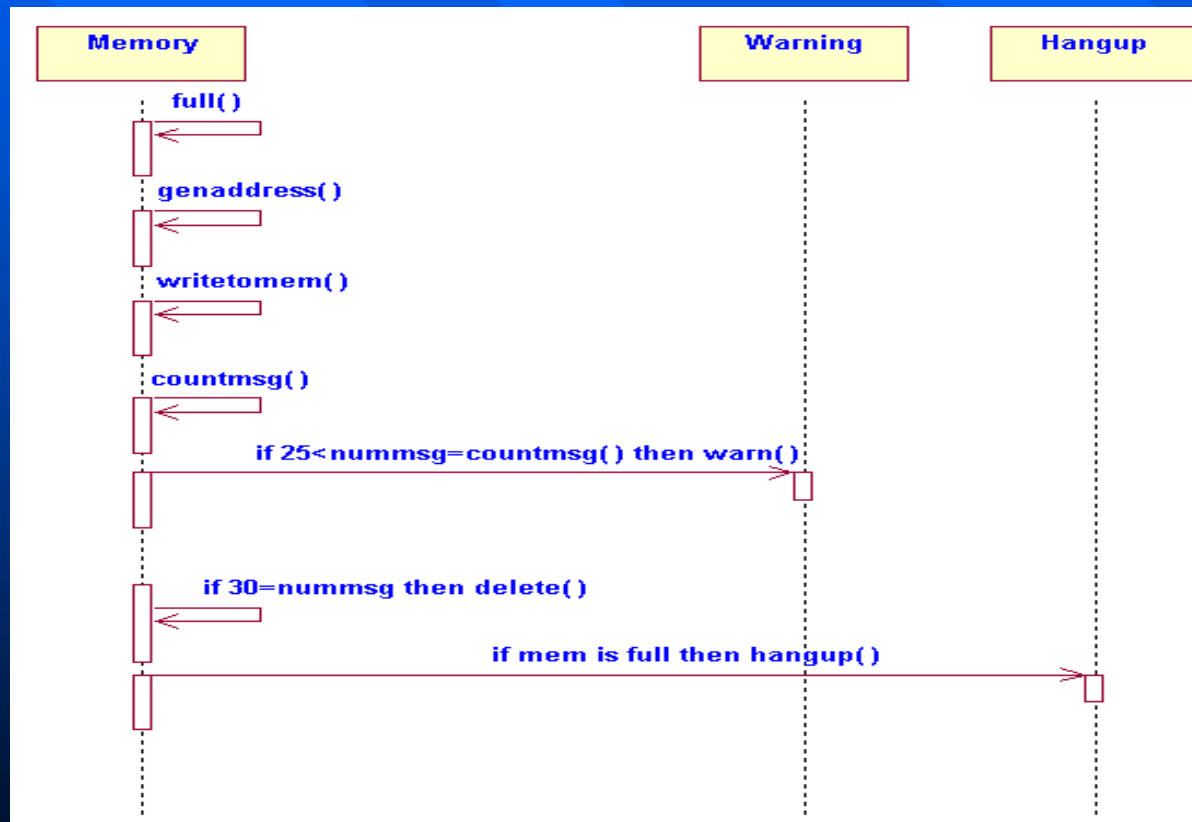 Memory
Warning
Hangup
full( )
genaddress( )
writetomem( )
countmsg( )
if 25<nummsg=countmsg( ) then warn( )
if 30=nummsg then delete( )
if mem is full then hangup( )